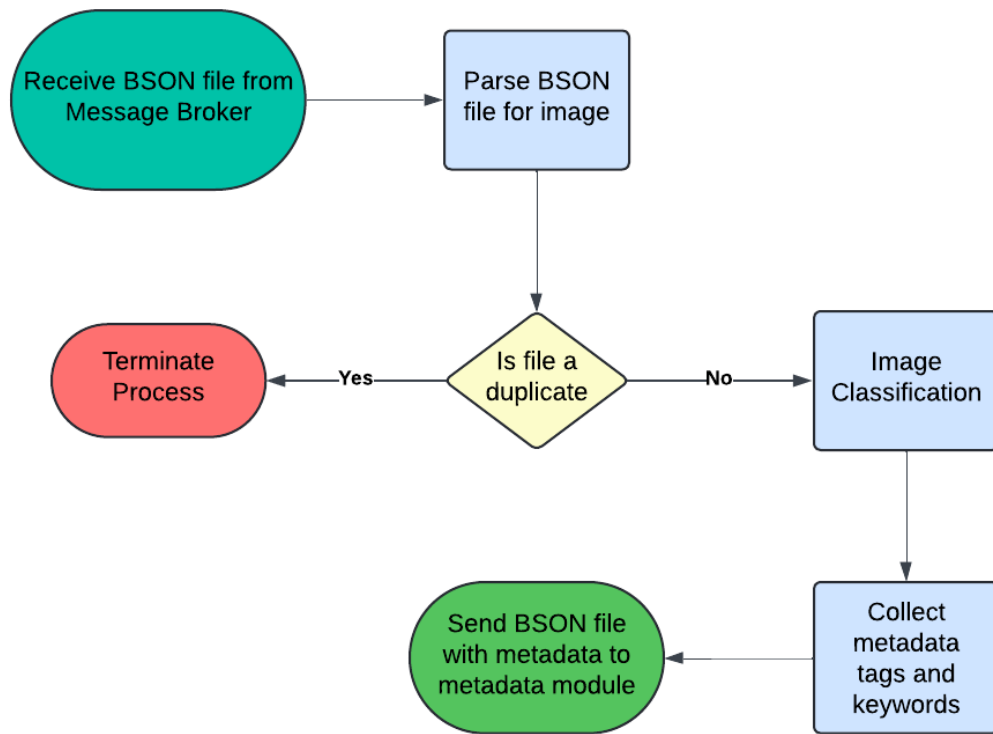 Receive BSON file from
Message Broker
Parse BSON
file for image
Is file a
duplicate
Yes
Terminate
Process
No
Image
Classification
Collect
metadata
tags and
keywords
Send BSON file
with metadata to
metadata module